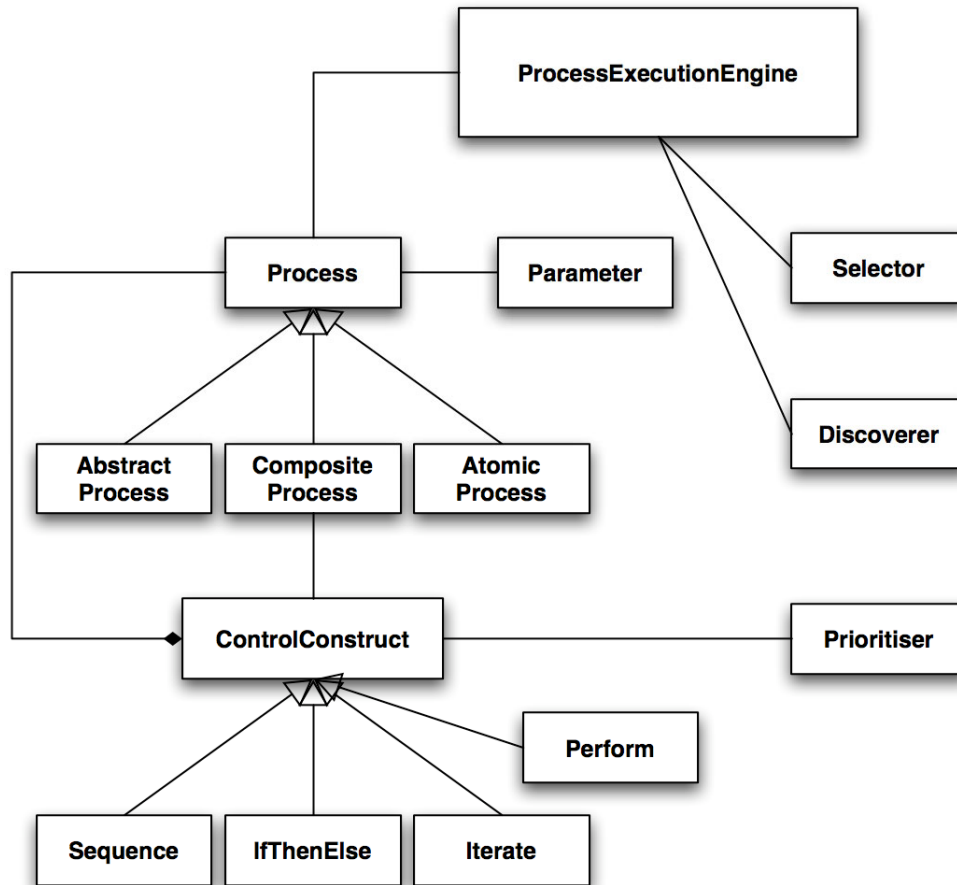 ProcessExecutionEngine
Process
Parameter
Selector
Discoverer
Abstract
Process
Composite
Process
Atomic
Process
ControlConstruct
Prioritiser
Perform
Sequence
IfThenElse
Iterate